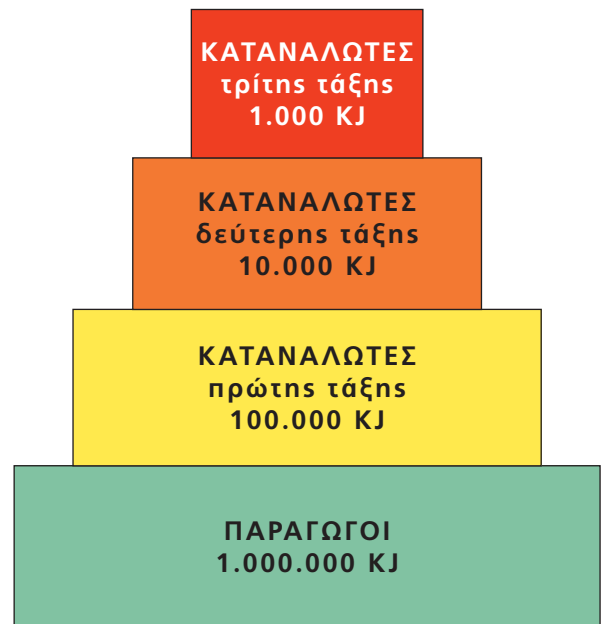 ΚΑΤΑΝΑΛΩΤΕΣ
τρίτης τάξης
1.000 KJ
ΚΑΤΑΝΑΛΩΤΕΣ
δεύτερης τάξης
10.000 KJ
ΚΑΤΑΝΑΛΩΤΕΣ
πρώτης τάξης
100.000 KJ
ΠΑΡΑΓΩΓΟΙ
1.000.000 KJ